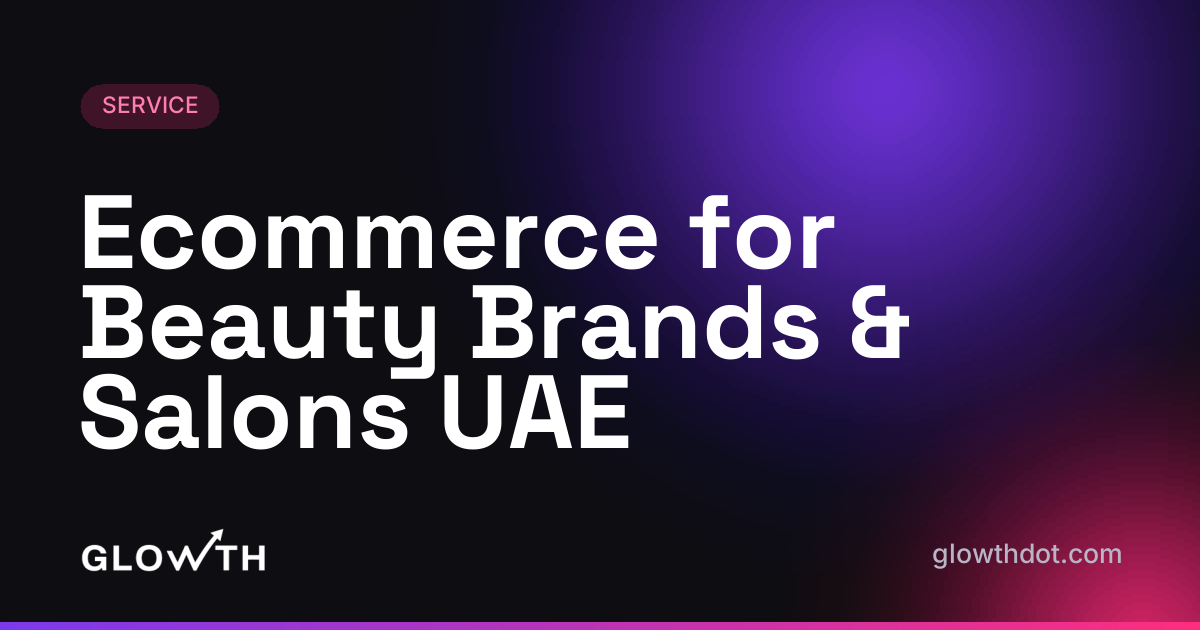 SERVICE
Ecommerce for
Beauty Brands &
Salons UAE
GLOWTH
glowthdot.com